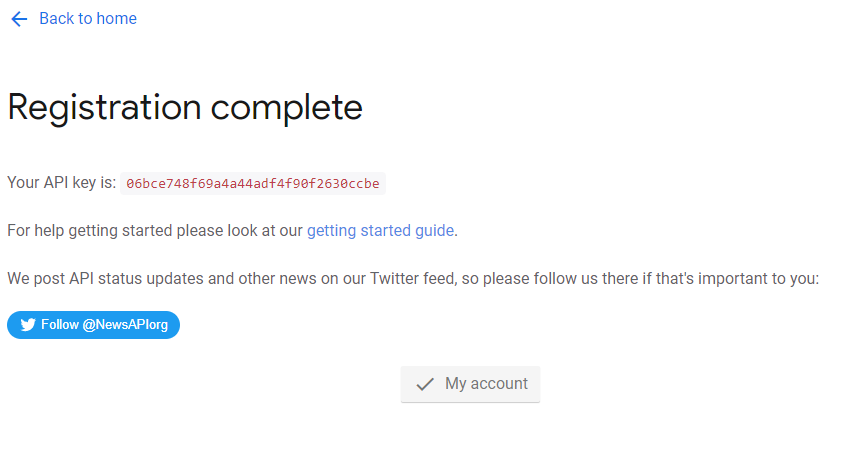 Back to home
Registration complete
Your API key is: 06bce748f69a4a44adf4f90f2630ccbe
For help getting started please look at our getting started guide.
We post API status updates and other news on our Twitter feed, so please follow us there if that's important to you:
Follow @NewsAPIorg
My account